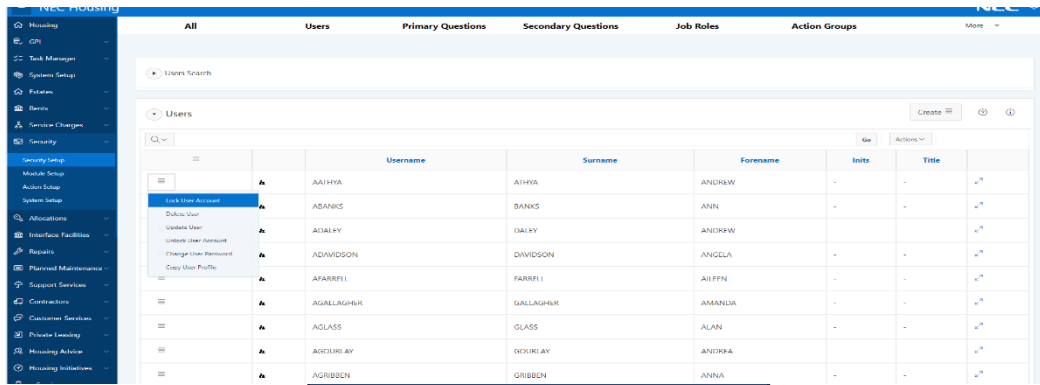 NEC Housing
NEC
Housing
GPI
Task Manager
System Setup
Estates
Rents
Service Charges
Security
Security Setup
Module Setup
Action Setup
System Setup
Allocations
Interface Facilities
Repairs
Planned Maintenance
Support Services
Contractors
Customer Services
Private Leasing
Housing Advice
Housing Initiatives
All Users Primary Questions Secondary Questions Job Roles Action Groups More
Users Search
Users Create
Go Actions
Username Surname Forename Inits Title
AATHYA ATHYA ANDREW - -
Lock User Account
Delete User
Update User
Unlock User Account
Change User Password
Copy User Profile
ABANKS BANKS ANN - -
ADALEY DALEY ANDREW
ADAVIDSON DAVIDSON ANGELA - -
AFARRELL FARRELL AILEEN - -
AGALLAGHER GALLAGHER AMANDA - -
AGLASS GLASS ALAN - -
AGOURLAY GOURLAY ANDREA
AGRIBBEN GRIBBEN ANNA - -